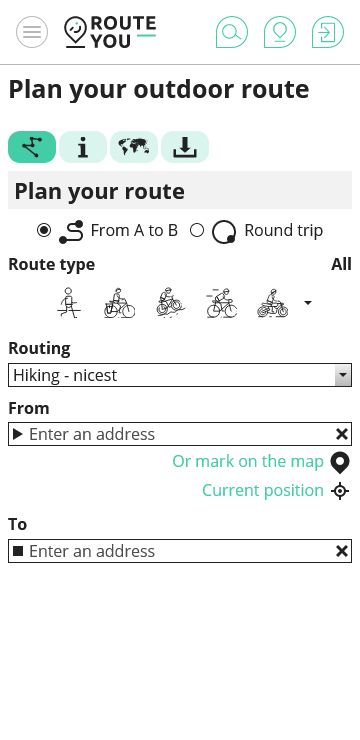 ROUTE
YOU
Plan your outdoor route
Plan your route
From A to B Round trip
Route type All
Routing
Hiking - nicest
From
Enter an address
Or mark on the map
Current position
To
Enter an address